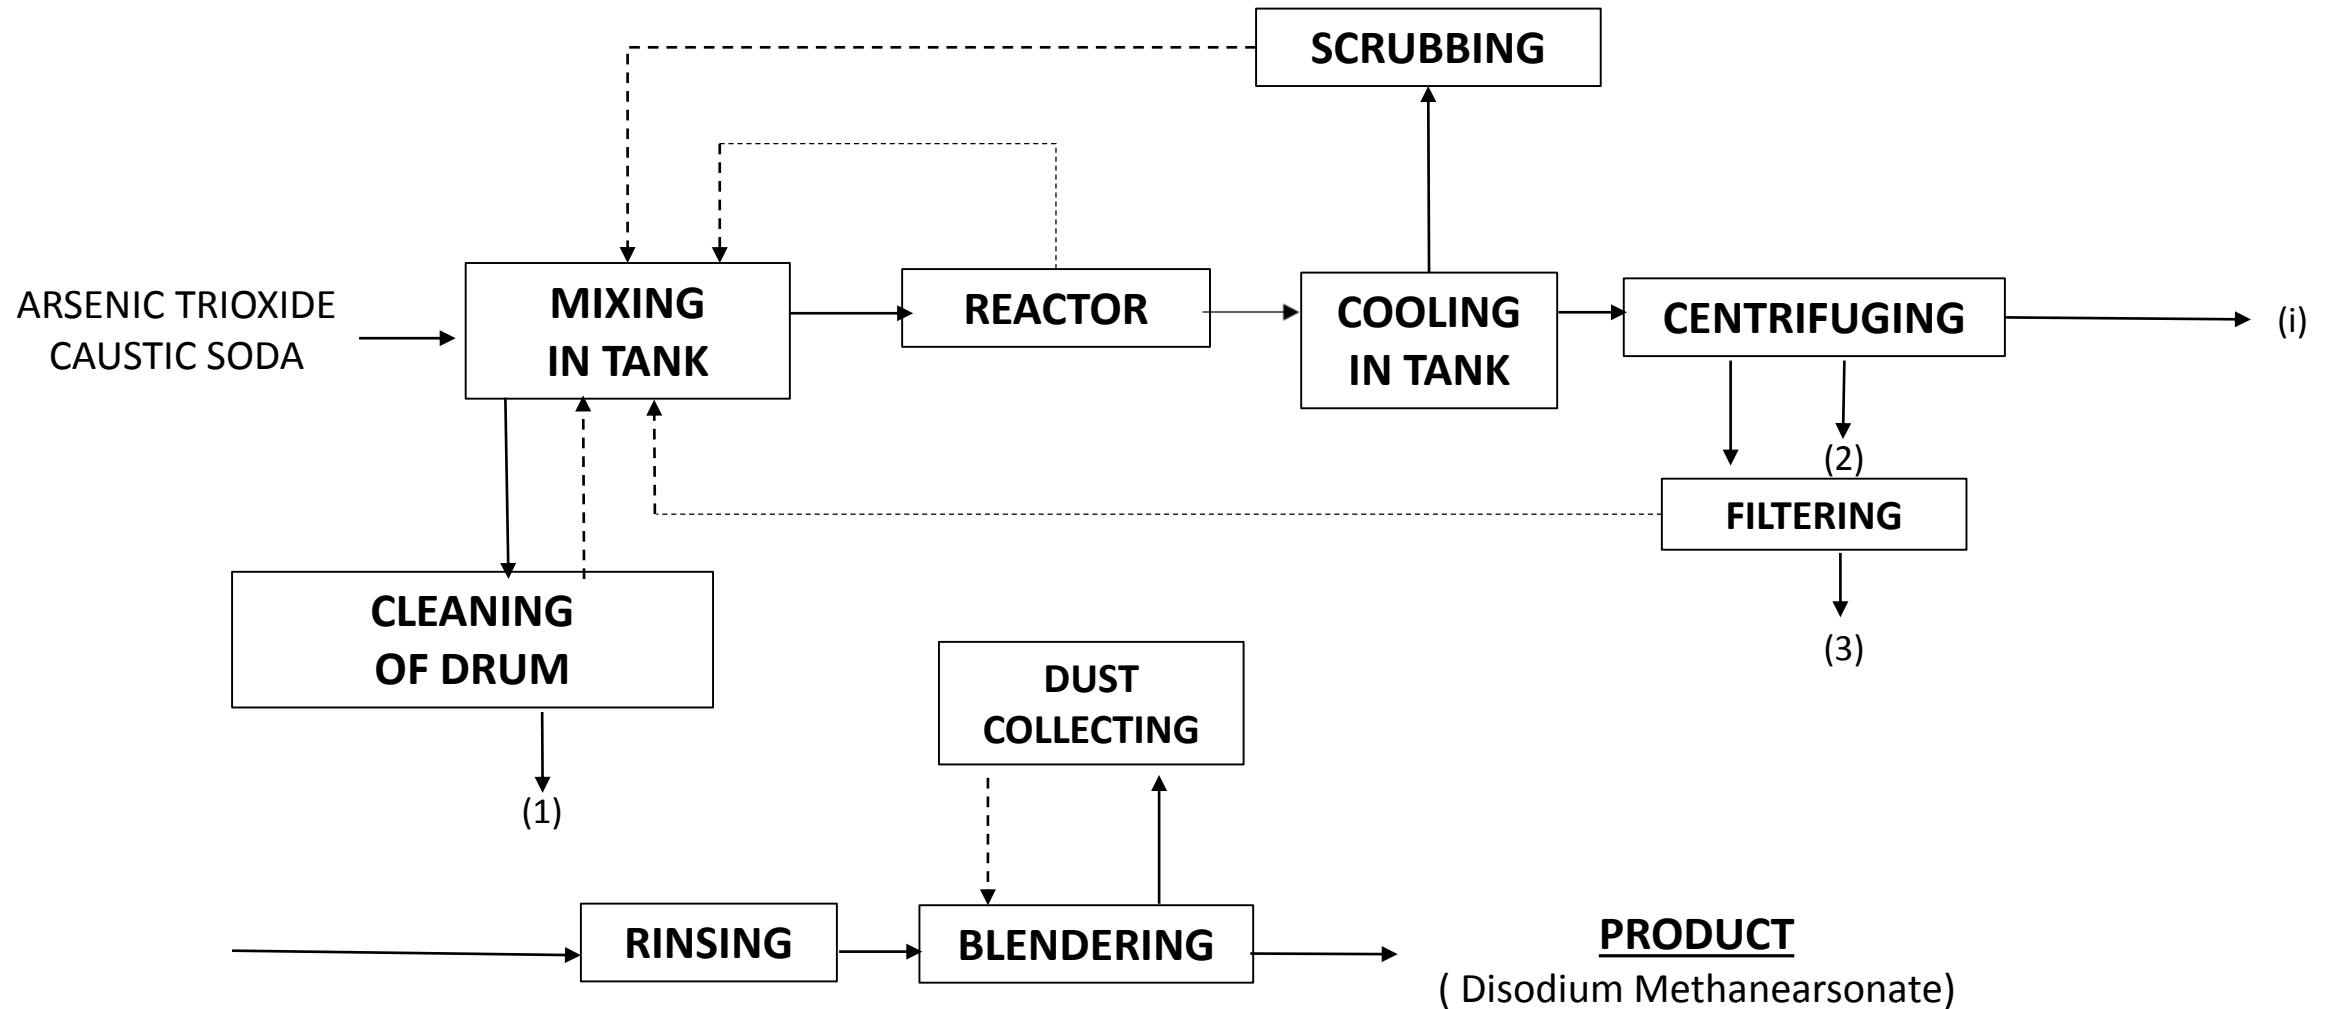 SCRUBBING
ARSENIC TRIOXIDE
CAUSTIC SODA
MIXING
IN TANK
REACTOR
COOLING
IN TANK
CENTRIFUGING
(i)
(2)
FILTERING
(3)
CLEANING
OF DRUM
(1)
DUST
COLLECTING
RINSING
BLENDERING
PRODUCT
( Disodium Methanearsonate)